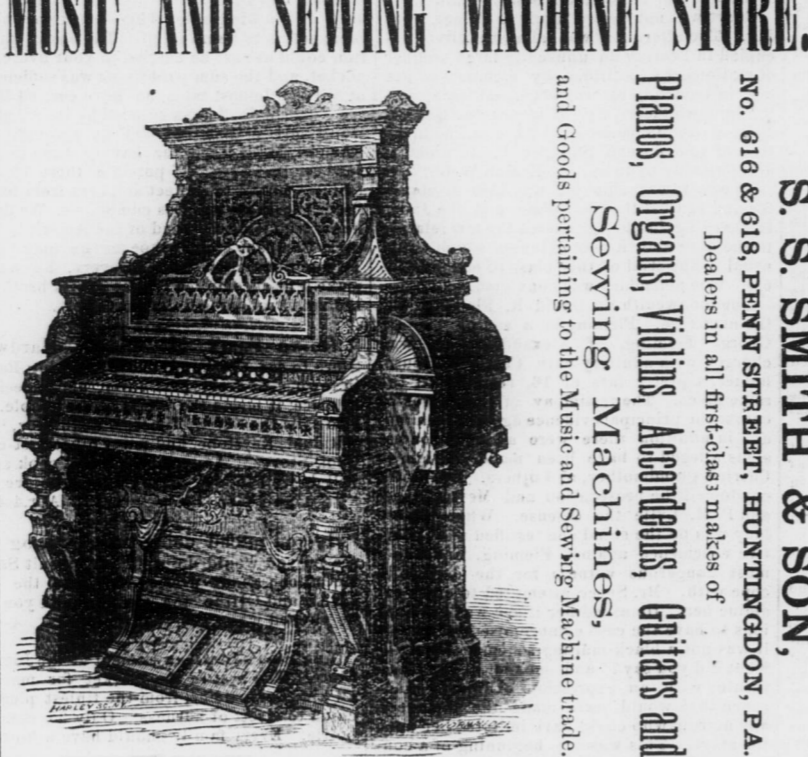 MUSIC AND SEWING MACHINE STORE.
S. S. SMITH & SON,
No. 616 & 618, PENN STREET, HUNTINGDON, PA.
Dealers in all first-class makes of
Pianos, Organs, Violins, Accordeons, Guitars and
Sewing Machines,
and Goods pertaining to the Music and Sewing Machine trade.